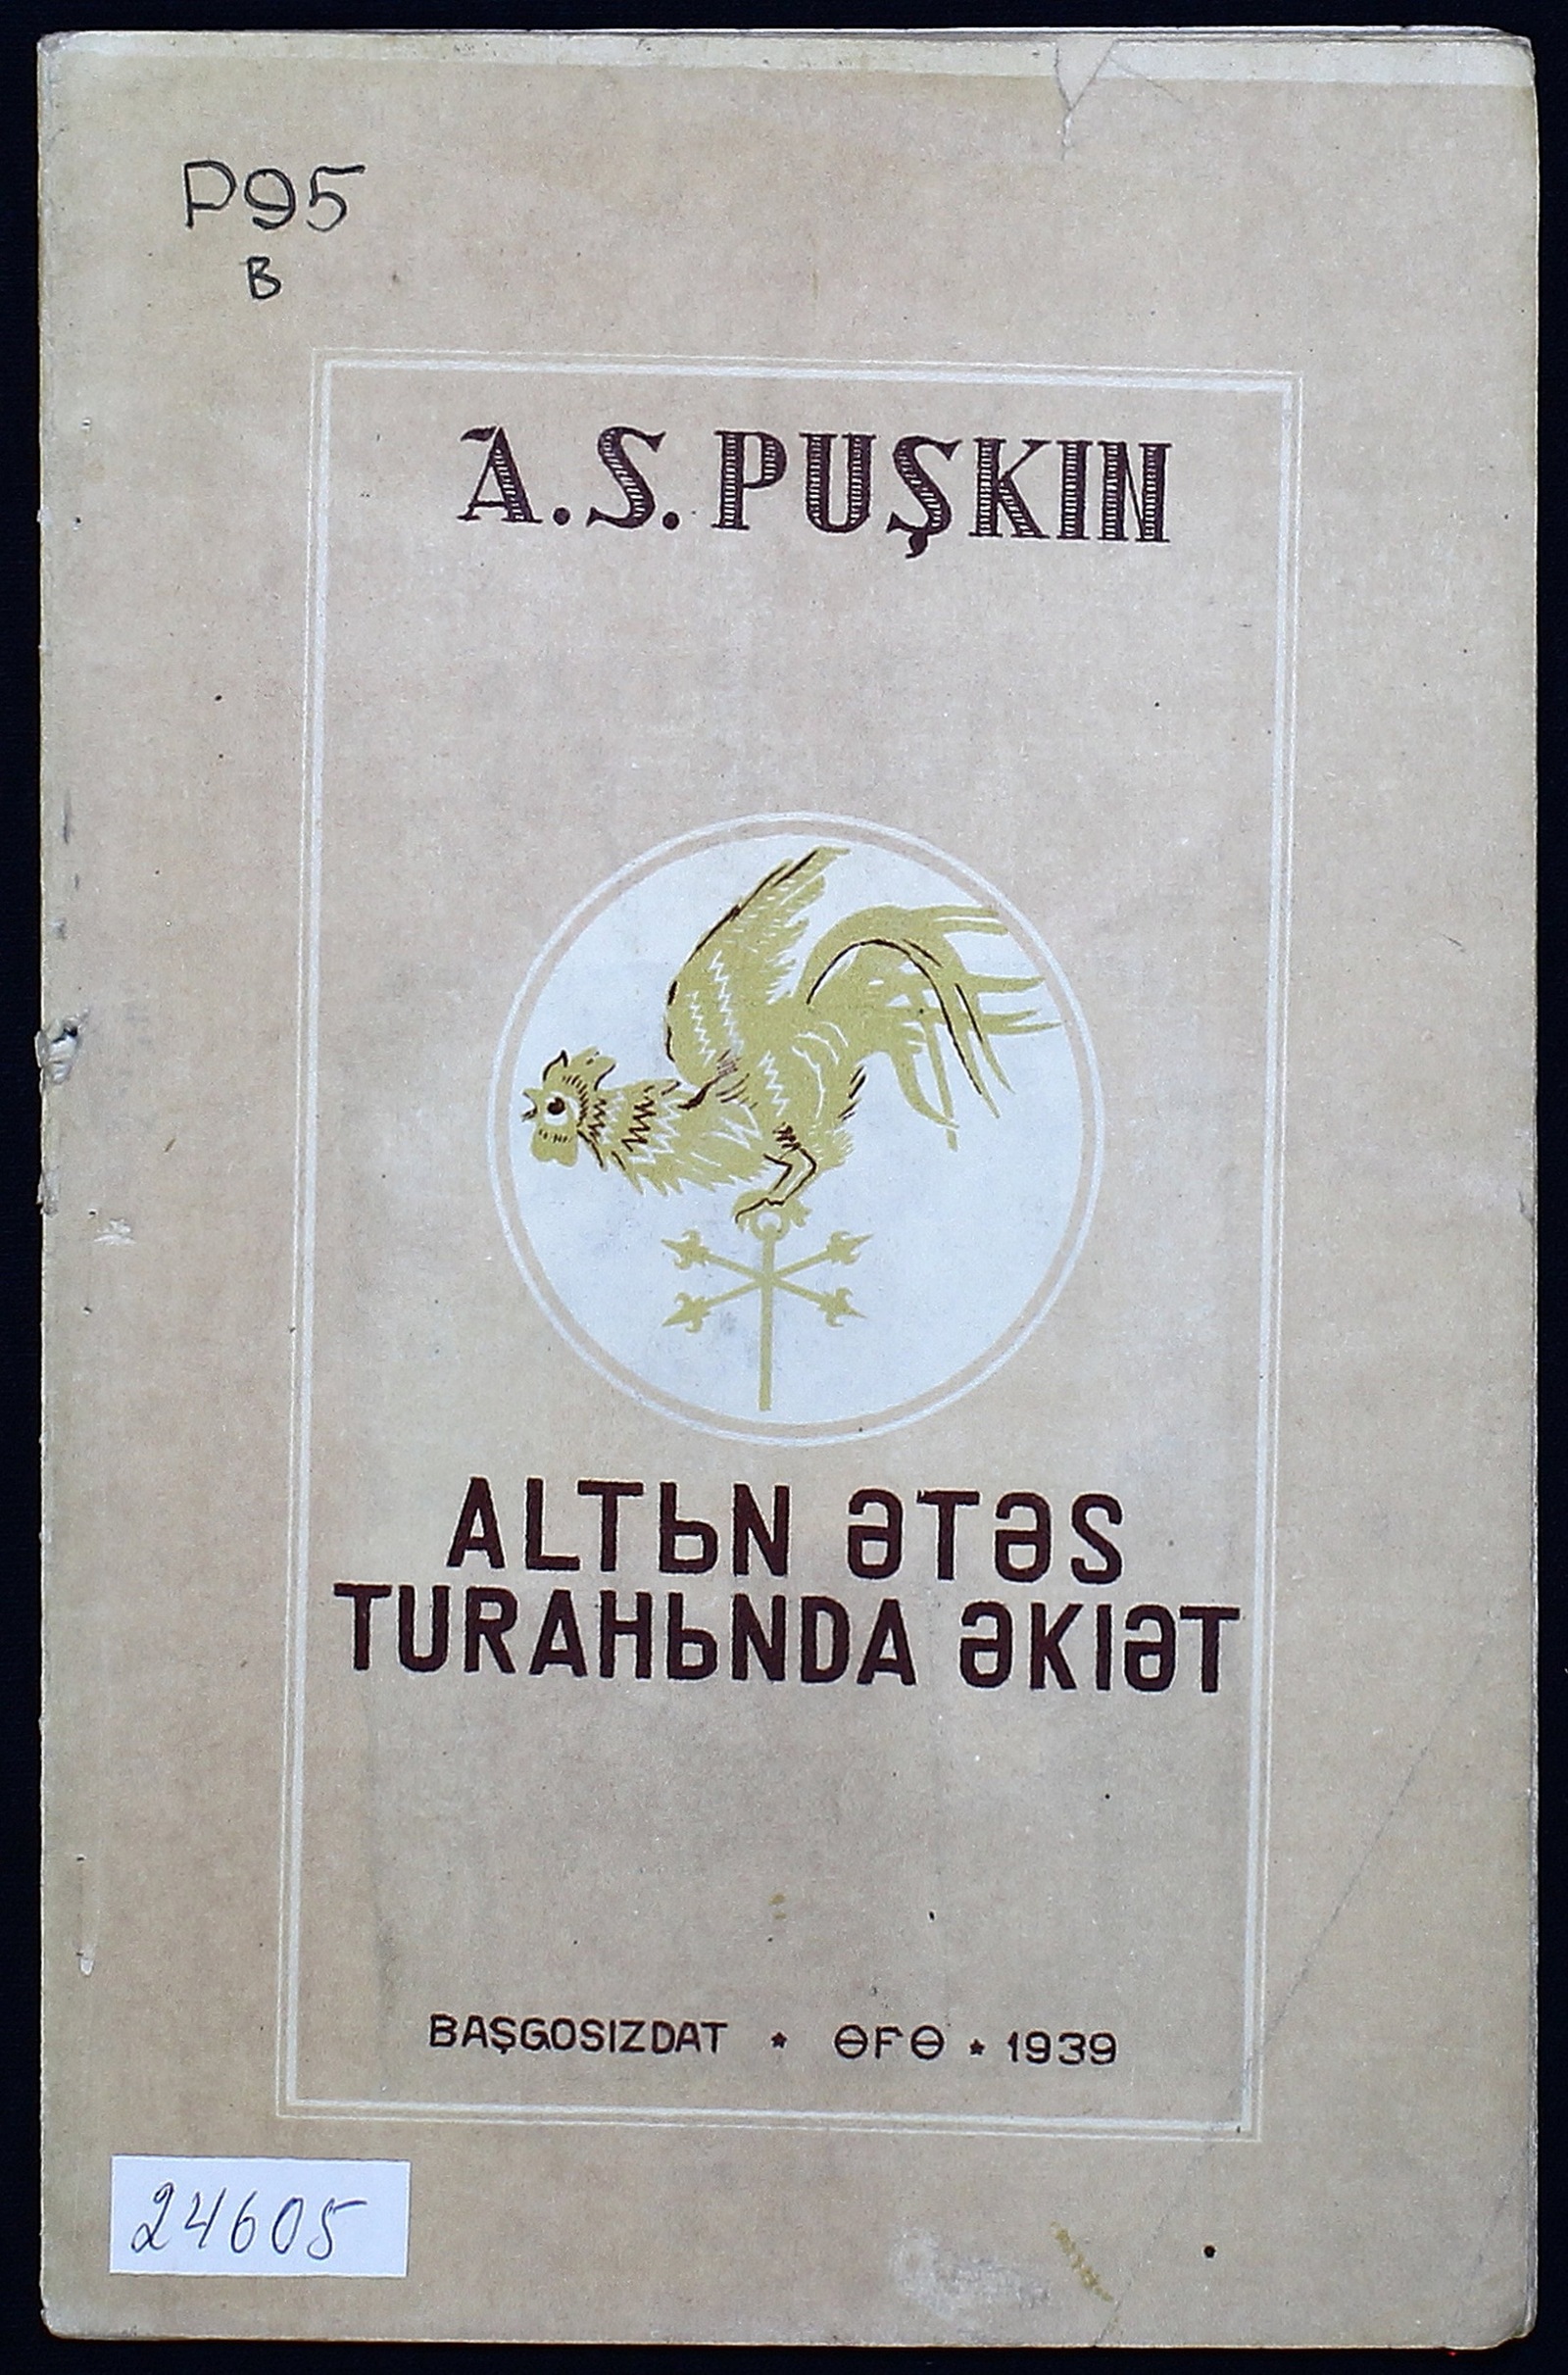 P95
B
A.S. PUŞKIN
ALTЬN ƏTƏS
TURAHЬNDA ƏKIƏT
BAŞGOSIZDAT * ӨFӨ * 1939
24605